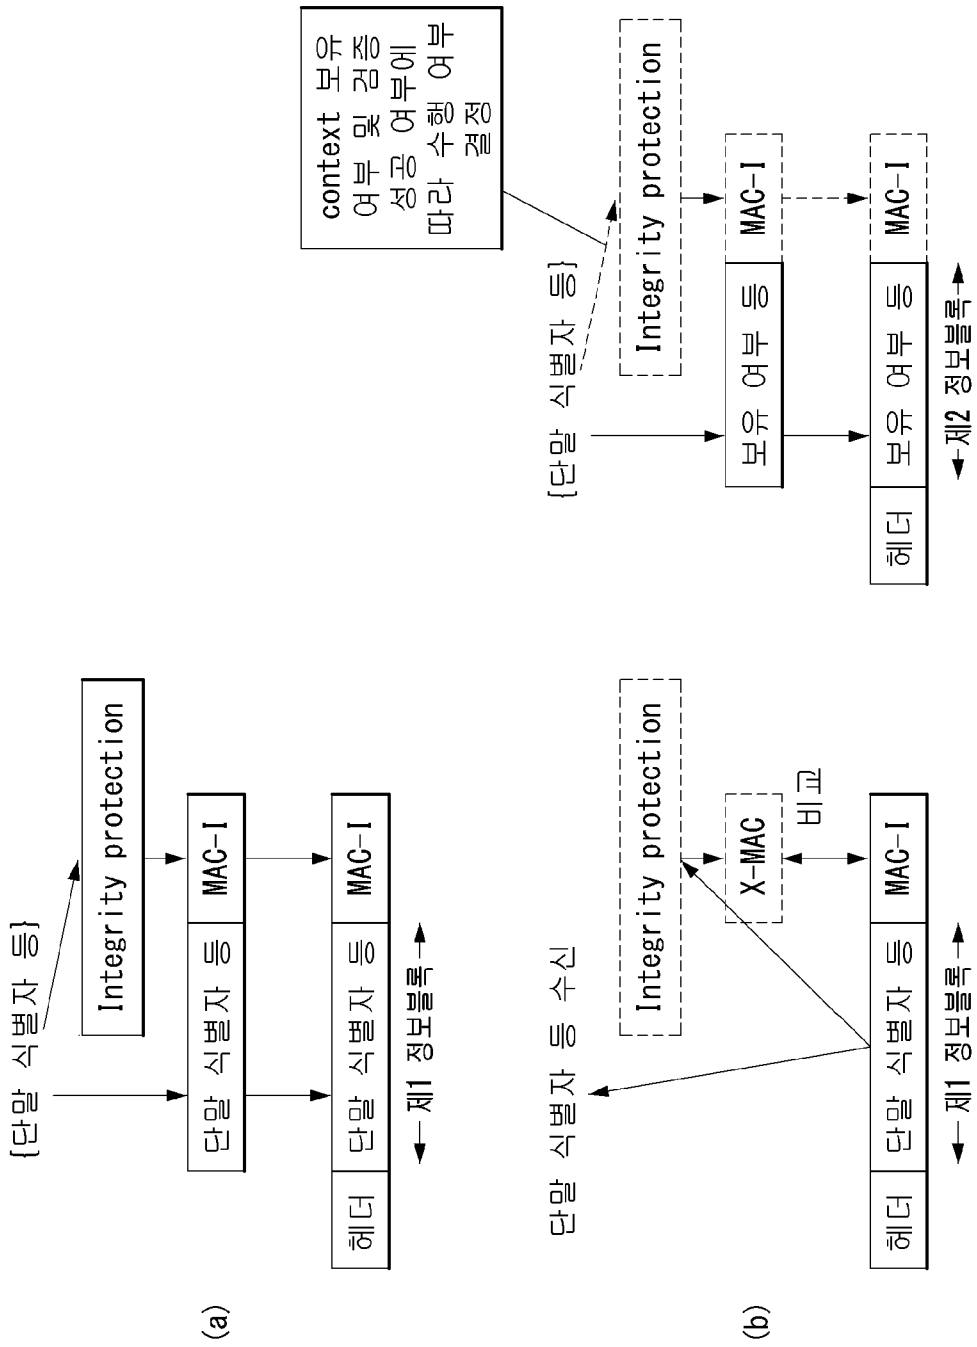 (a)
{단말 식별자 등}
Integrity protection
단말 식별자 등
MAC-I
헤더
단말 식별자 등
MAC-I
제1 정보블록
(b)
단말 식별자 등 수신
Integrity protection
X-MAC
비교
헤더
단말 식별자 등
MAC-I
제1 정보블록
context 보유
여부 및 검증
성공 여부에
따라 수행 여부
결정
{단말 식별자 등}
Integrity protection
보유 여부 등
MAC-I
헤더
보유 여부 등
MAC-I
제2 정보블록